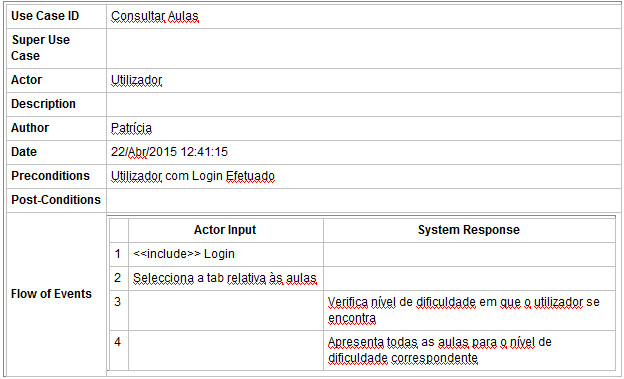 Use Case ID Consultar Aulas
Super Use
Case
Actor Utilizador
Description
Author Patrícia
Date 22/Abr/2015 12:41:15
Preconditions Utilizador com Login Efetuado
Post-Conditions
Flow of Events
Actor Input System Response
1 <<include>> Login
2 Selecciona a tab relativa às aulas
3 Verifica nível de dificuldade em que o utilizador se
encontra
4 Apresenta todas as aulas para o nível de
dificuldade correspondente